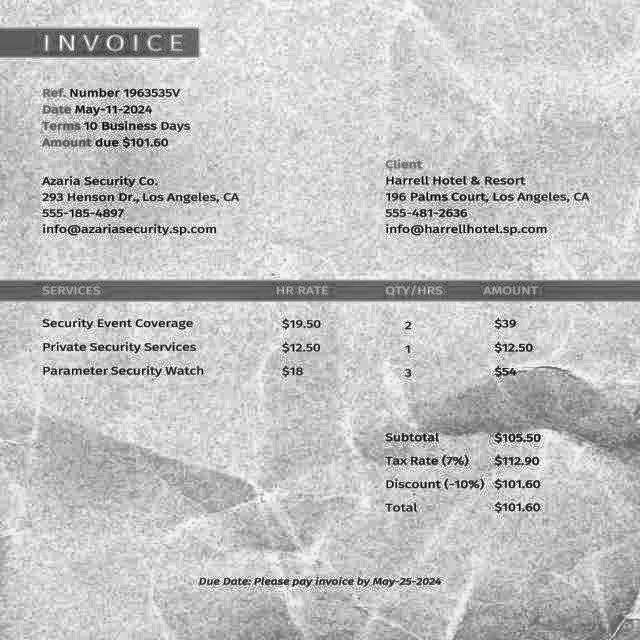 INVOICE
Ref. Number 1963535V
Date May-11-2024
Terms 10 Business Days
Amount due $101.60
Azaria Security Co.
293 Henson Dr., Los Angeles, CA
555-185-4897
info@azariasecurity.sp.com
Client
Harrell Hotel & Resort
196 Palms Court, Los Angeles, CA
555-481-2636
info@harrellhotel.sp.com
SERVICES HR RATE QTY/HRS AMOUNT
Security Event Coverage $19.50 2 $39
Private Security Services $12.50 1 $12.50
Parameter Security Watch $18 3 $54
Subtotal $105.50
Tax Rate (7%) $112.90
Discount (-10%) $101.60
Total $101.60
Due Date: Please pay invoice by May-25-2024